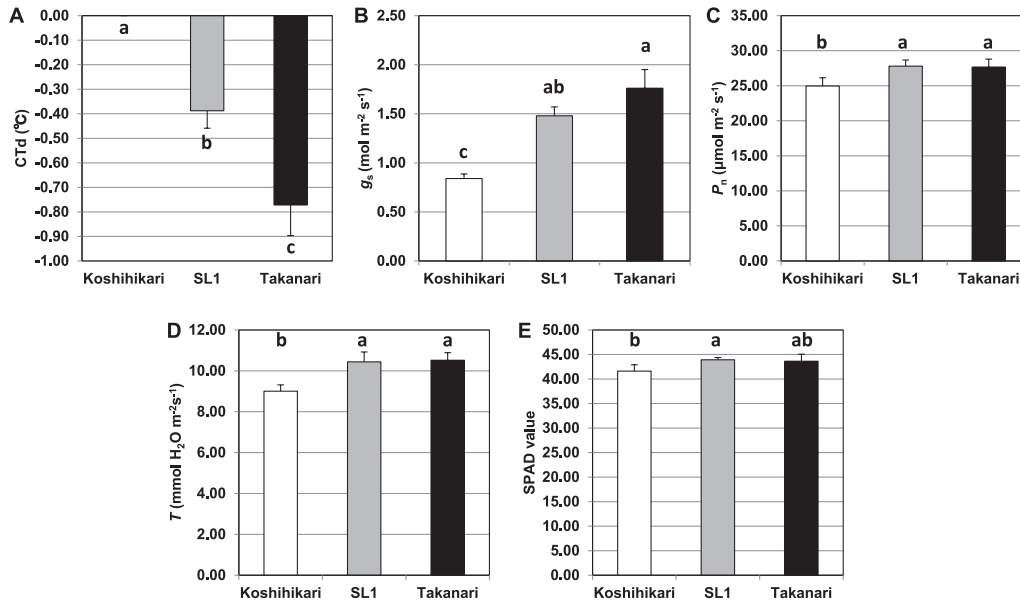 A
CTd (℃)
0.00
-0.10
-0.20
-0.30
-0.40
-0.50
-0.60
-0.70
-0.80
-0.90
-1.00
a
b
c
Koshihikari SL1 Takanari
B
gs (mol m-2 s-1)
2.50
2.00
1.50
1.00
0.50
0.00
c
ab
a
Koshihikari SL1 Takanari
C
Pn (μmol m-2 s-1)
35.00
30.00
25.00
20.00
15.00
10.00
5.00
0.00
b
a
a
Koshihikari SL1 Takanari
D
T (mmol H2O m-2s-1)
12.00
10.00
8.00
6.00
4.00
2.00
0.00
b
a
a
Koshihikari SL1 Takanari
E
SPAD value
50.00
45.00
40.00
35.00
30.00
25.00
20.00
15.00
10.00
5.00
0.00
b
a
ab
Koshihikari SL1 Takanari